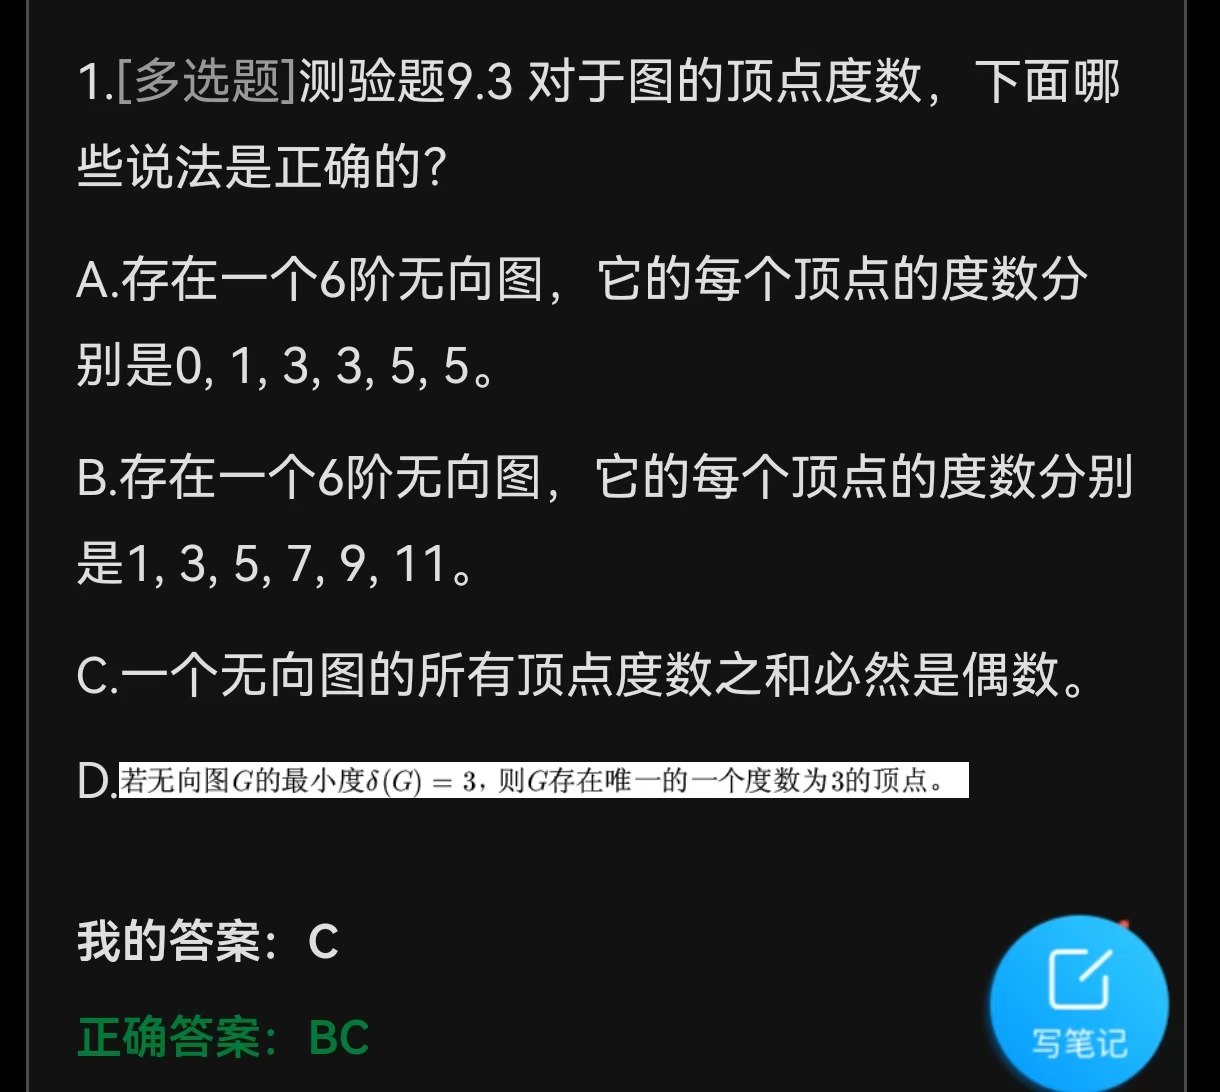 1.[多选题]测验题9.3 对于图的顶点度数，下面哪
些说法是正确的？
A.存在一个6阶无向图，它的每个顶点的度数分
别是0, 1, 3, 3, 5, 5。
B.存在一个6阶无向图，它的每个顶点的度数分别
是1, 3, 5, 7, 9, 11。
C.一个无向图的所有顶点度数之和必然是偶数。
D.若无向图G的最小度δ(G) = 3，则G存在唯一的一个度数为3的顶点。
我的答案：C
正确答案：BC
写笔记